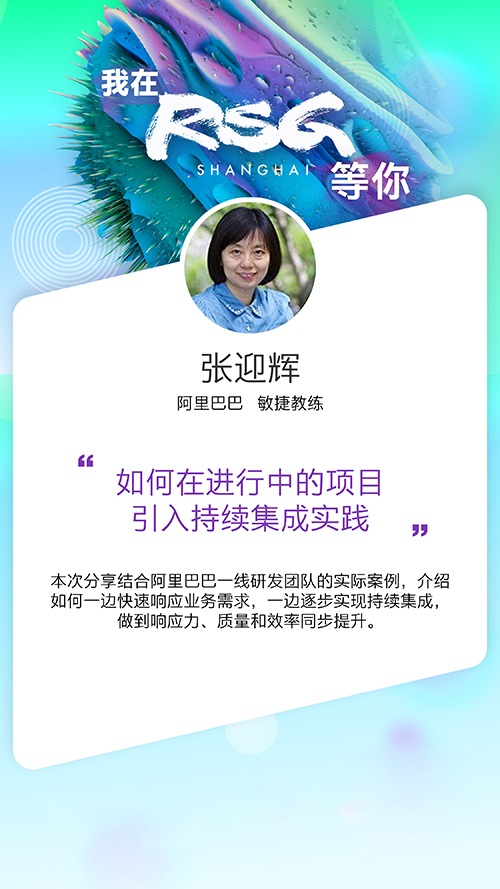 我在
RSG
SHANGHAI
等你
张迎辉
阿里巴巴 敏捷教练
“
如何在进行中的项目
引入持续集成实践
”
本次分享结合阿里巴巴一线研发团队的实际案例，介绍
如何一边快速响应业务需求，一边逐步实现持续集成，
做到响应力、质量和效率同步提升。